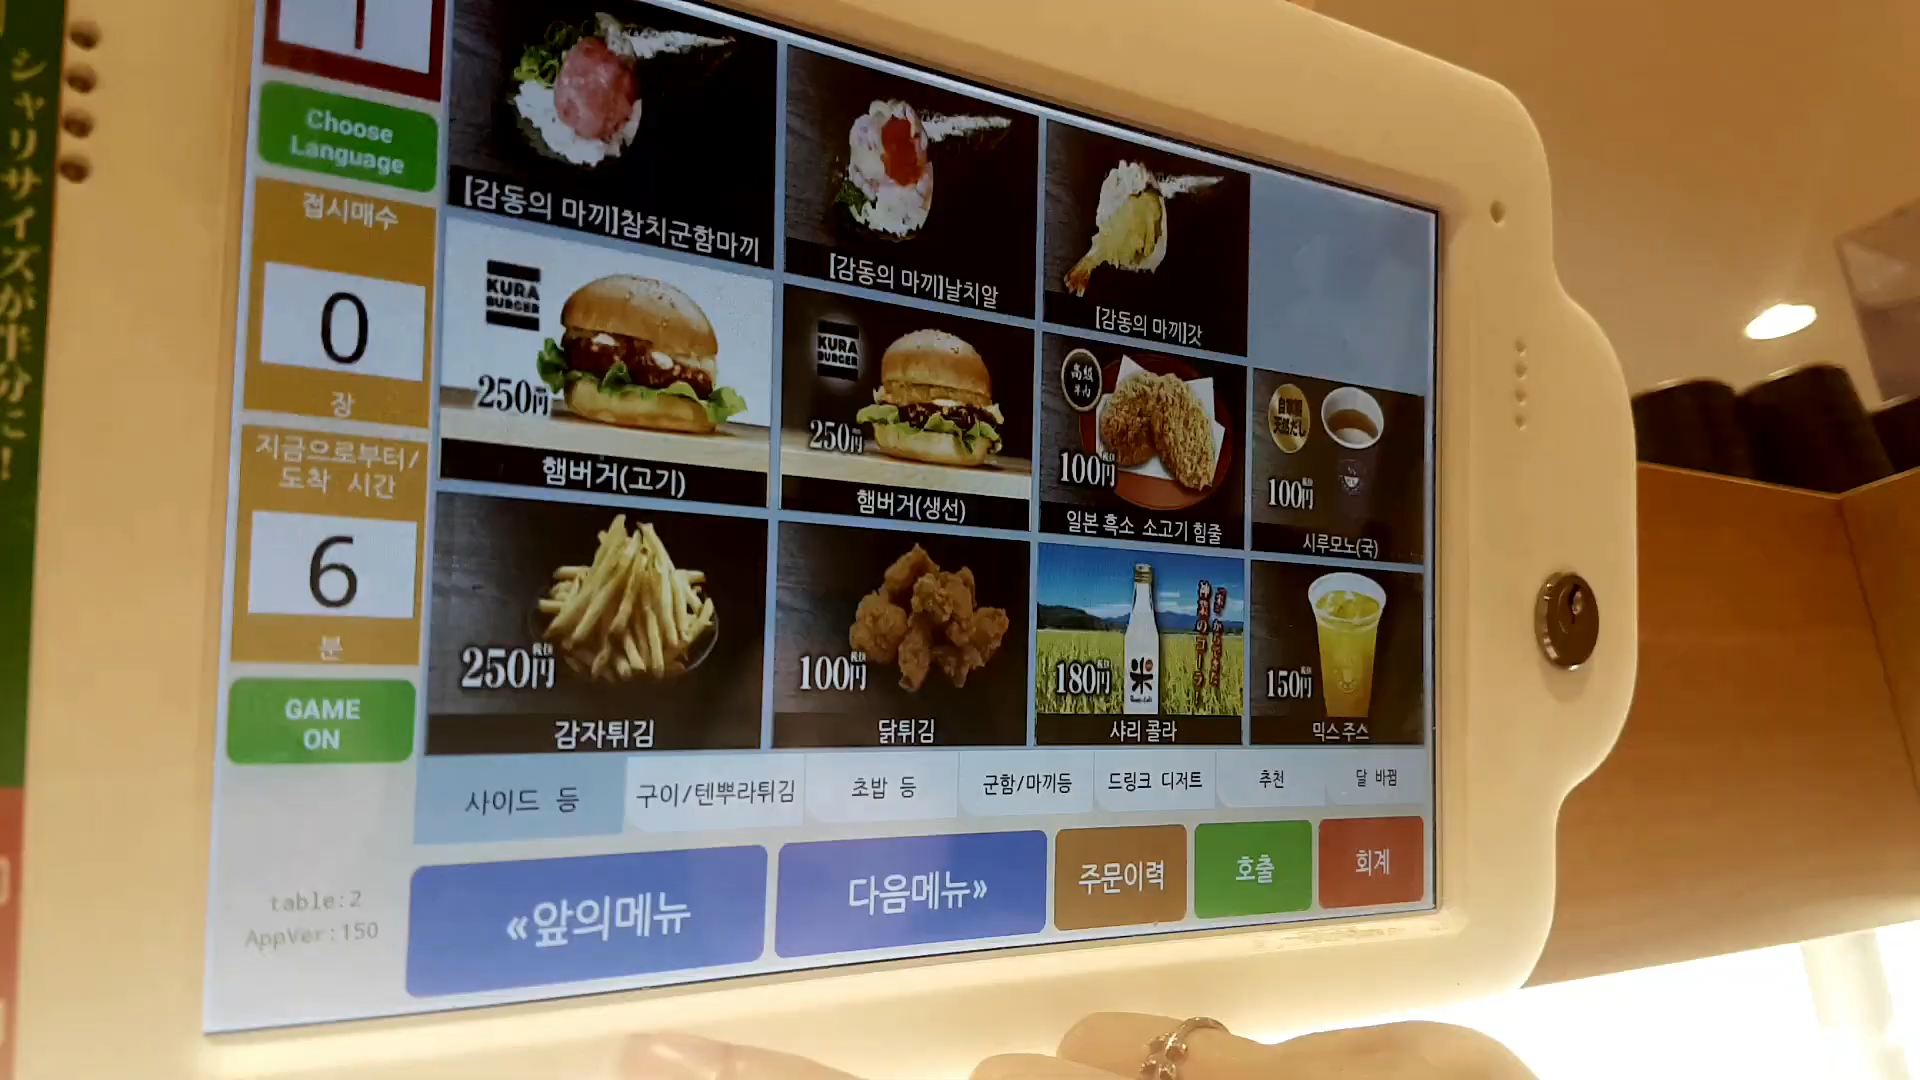 シャリサイズが半分に!
Choose
Language
접시매수
0
장
지금으로부터/
도착 시간
6
분
GAME
ON
table:2
AppVer:150
[감동의 마끼]참치군함마끼
[감동의 마끼]날치알
[감동의 마끼]갓
KURA
BURGER
250円
햄버거(고기)
KURA
BURGER
250円
햄버거(생선)
高級
100円
일본 흑소 소고기 힘줄
100円
시루모노(국)
250円
감자튀김
100円
닭튀김
180円
米
샤리 콜라
150円
믹스 주스
사이드 등
구이/텐뿌라튀김
초밥 등
군함/마끼등
드링크 디저트
추천
달 바뀜
«앞의메뉴
다음메뉴»
주문이력
호출
회계